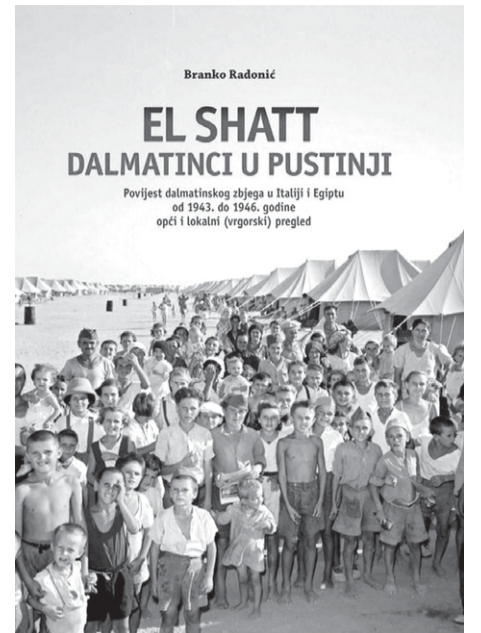 Branko Radonić
EL SHATT
DALMATINCI U PUSTINJI
Povijest dalmatinskog zbjega u Italiji i Egiptu
od 1943. do 1946. godine
opći i lokalni (vrgorski) pregled